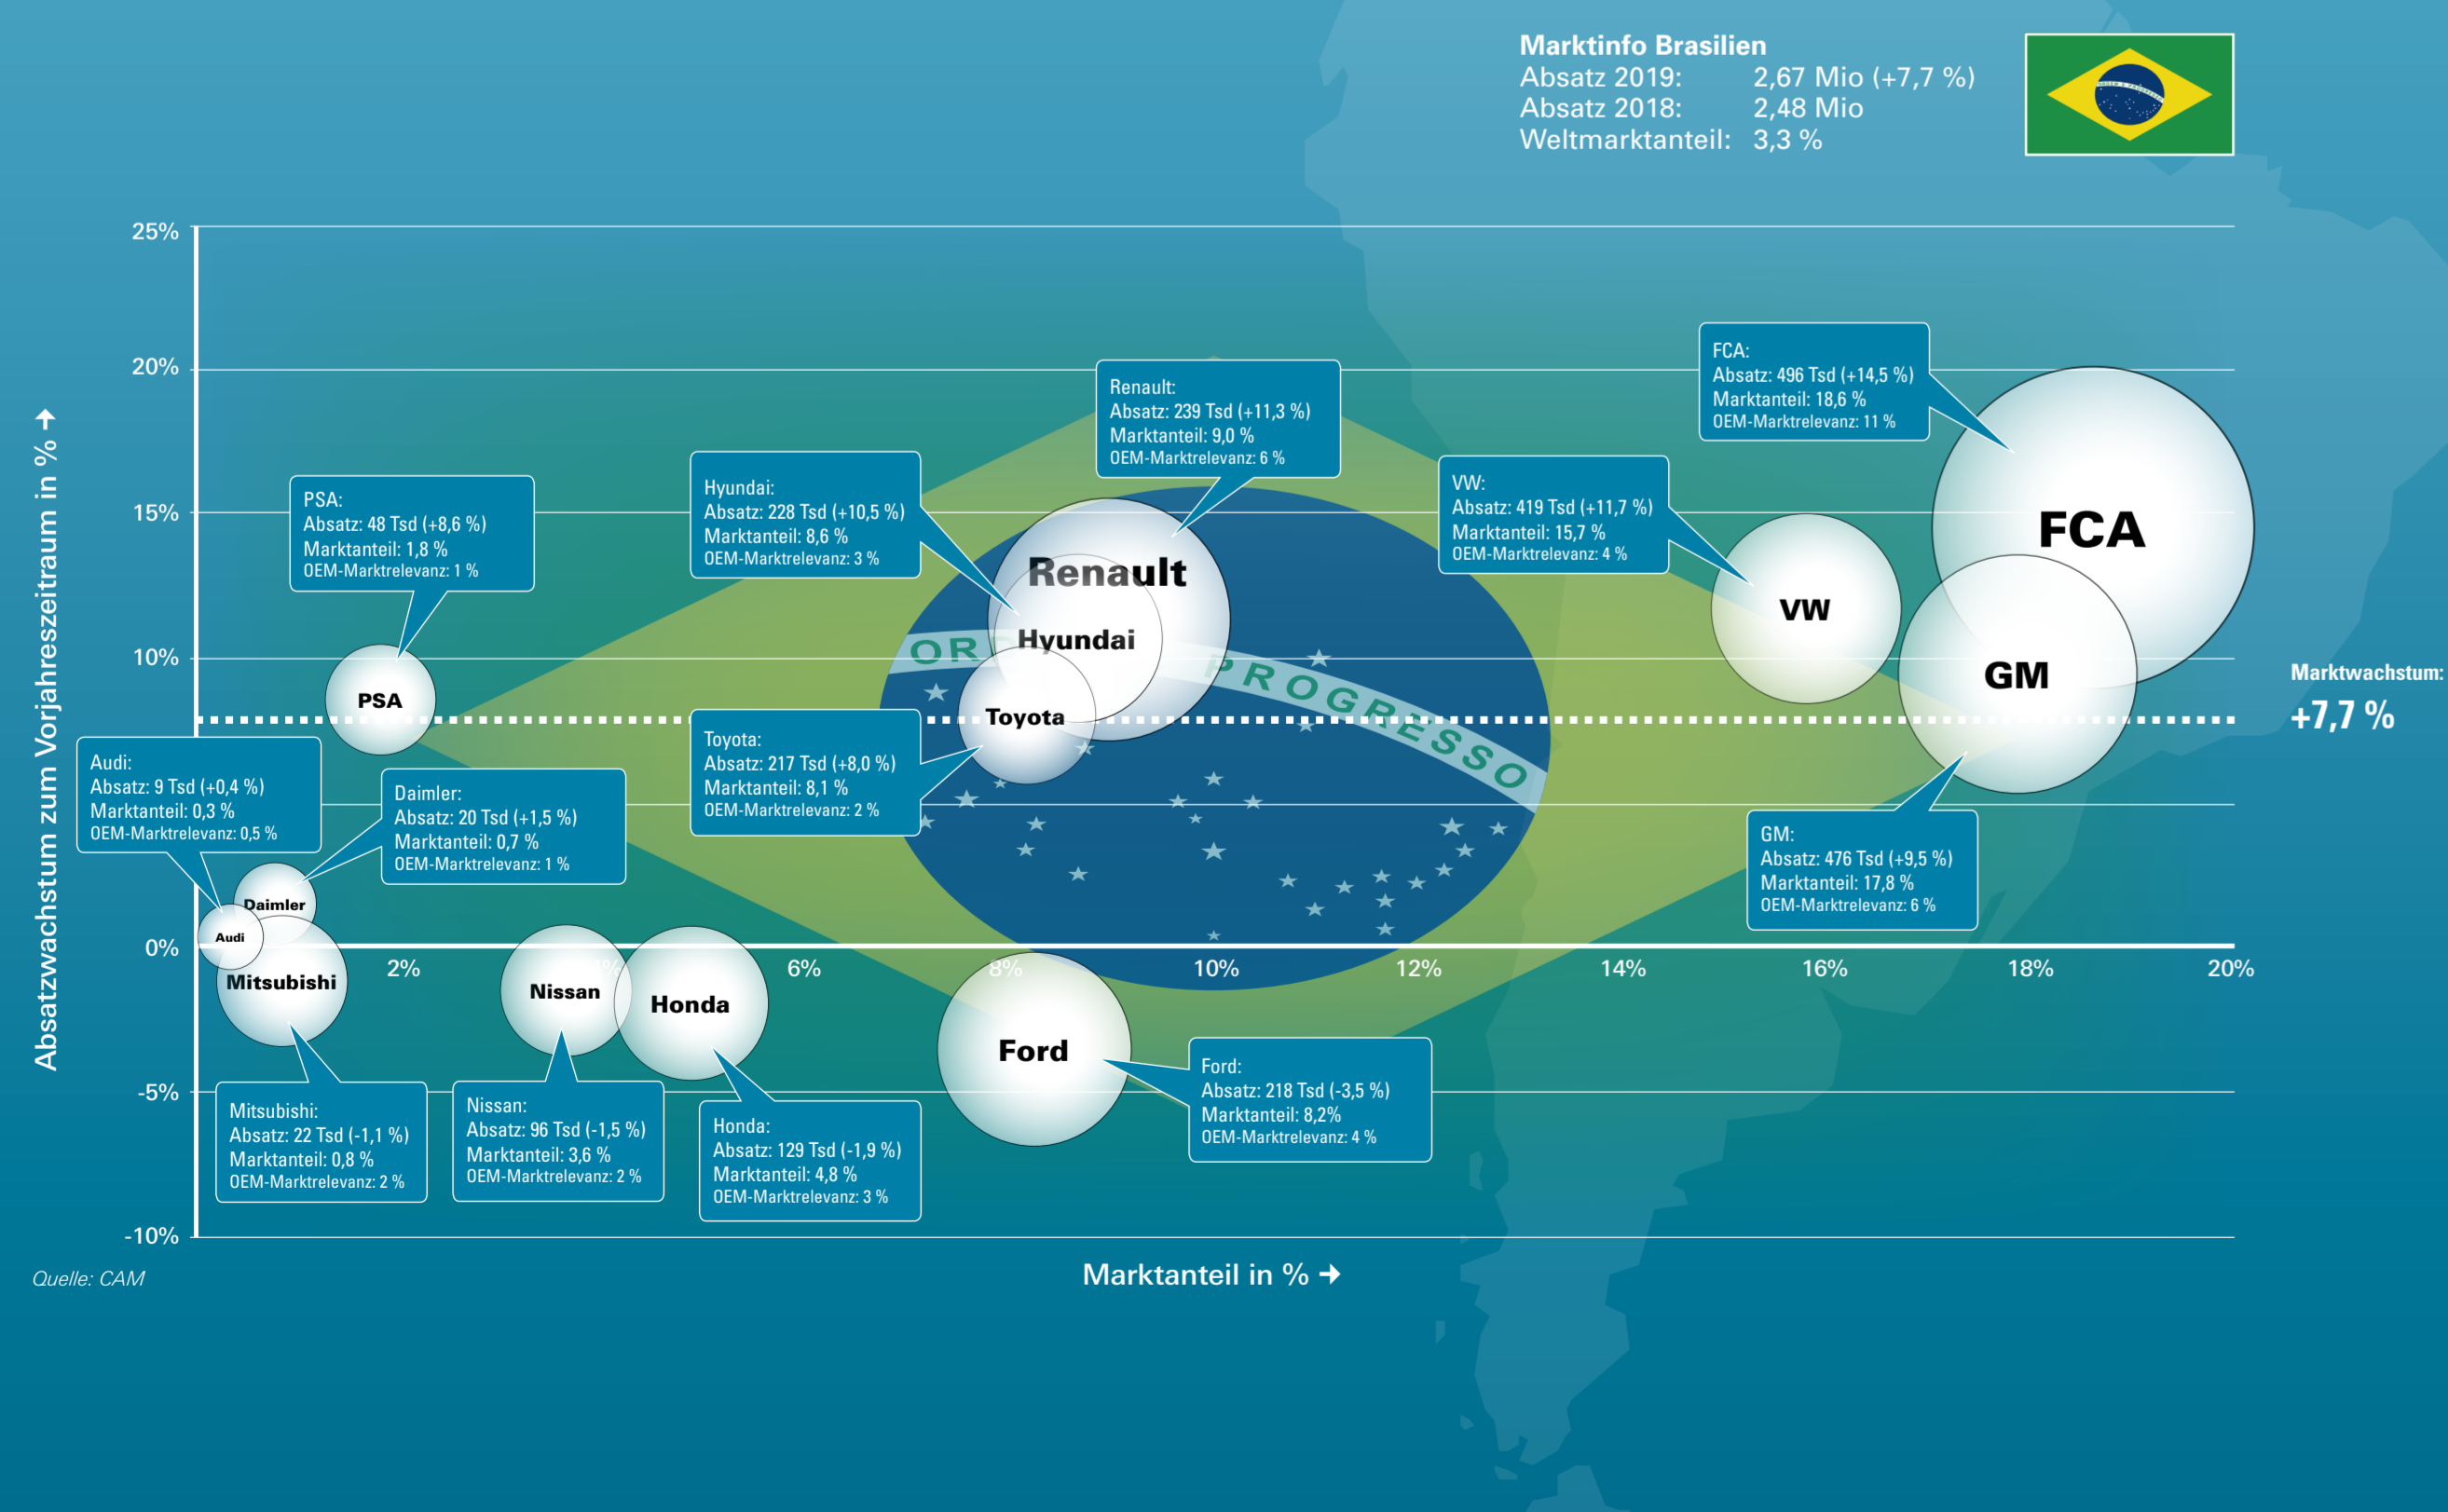 Marktinfo Brasilien
Absatz 2019: 2,67 Mio (+7,7 %)
Absatz 2018: 2,48 Mio
Weltmarktanteil: 3,3 %
Absatzwachstum zum Vorjahreszeitraum in % ➔
25%
20%
15%
10%
0%
-5%
-10%
FCA:
Absatz: 496 Tsd (+14,5 %)
Marktanteil: 18,6 %
OEM-Marktrelevanz: 11 %
Renault:
Absatz: 239 Tsd (+11,3 %)
Marktanteil: 9,0 %
OEM-Marktrelevanz: 6 %
Hyundai:
Absatz: 228 Tsd (+10,5 %)
Marktanteil: 8,6 %
OEM-Marktrelevanz: 3 %
VW:
Absatz: 419 Tsd (+11,7 %)
Marktanteil: 15,7 %
OEM-Marktrelevanz: 4 %
PSA:
Absatz: 48 Tsd (+8,6 %)
Marktanteil: 1,8 %
OEM-Marktrelevanz: 1 %
FCA
Renault
VW
Hyundai
GM
PSA
Toyota
PROGRESSO
Marktwachstum:
+7,7 %
Audi:
Absatz: 9 Tsd (+0,4 %)
Marktanteil: 0,3 %
OEM-Marktrelevanz: 0,5 %
Daimler:
Absatz: 20 Tsd (+1,5 %)
Marktanteil: 0,7 %
OEM-Marktrelevanz: 1 %
Toyota:
Absatz: 217 Tsd (+8,0 %)
Marktanteil: 8,1 %
OEM-Marktrelevanz: 2 %
GM:
Absatz: 476 Tsd (+9,5 %)
Marktanteil: 17,8 %
OEM-Marktrelevanz: 6 %
Daimler
Audi
Mitsubishi
Nissan
Honda
Ford
2% 4% 6% 8% 10% 12% 14% 16% 18% 20%
Mitsubishi:
Absatz: 22 Tsd (-1,1 %)
Marktanteil: 0,8 %
OEM-Marktrelevanz: 2 %
Nissan:
Absatz: 96 Tsd (-1,5 %)
Marktanteil: 3,6 %
OEM-Marktrelevanz: 2 %
Honda:
Absatz: 129 Tsd (-1,9 %)
Marktanteil: 4,8 %
OEM-Marktrelevanz: 3 %
Ford:
Absatz: 218 Tsd (-3,5 %)
Marktanteil: 8,2%
OEM-Marktrelevanz: 4 %
Marktanteil in % ➔
Quelle: CAM